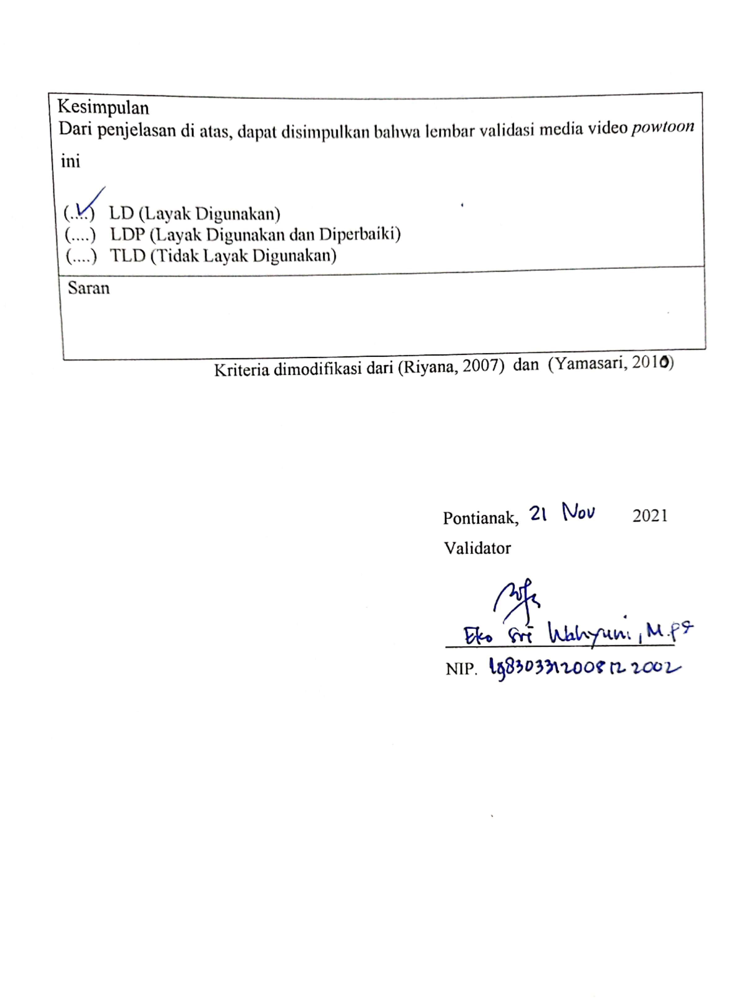 Kesimpulan
Dari penjelasan di atas, dapat disimpulkan bahwa lembar validasi media video powtoon
ini
(....) LD (Layak Digunakan)
(....) LDP (Layak Digunakan dan Diperbaiki)
(....) TLD (Tidak Layak Digunakan)
Saran
Kriteria dimodifikasi dari (Riyana, 2007) dan (Yamasari, 2010)
Pontianak, 21 Nov 2021
Validator
Eko Sri Wahyuni, M.Pd
NIP. 198303312008122002